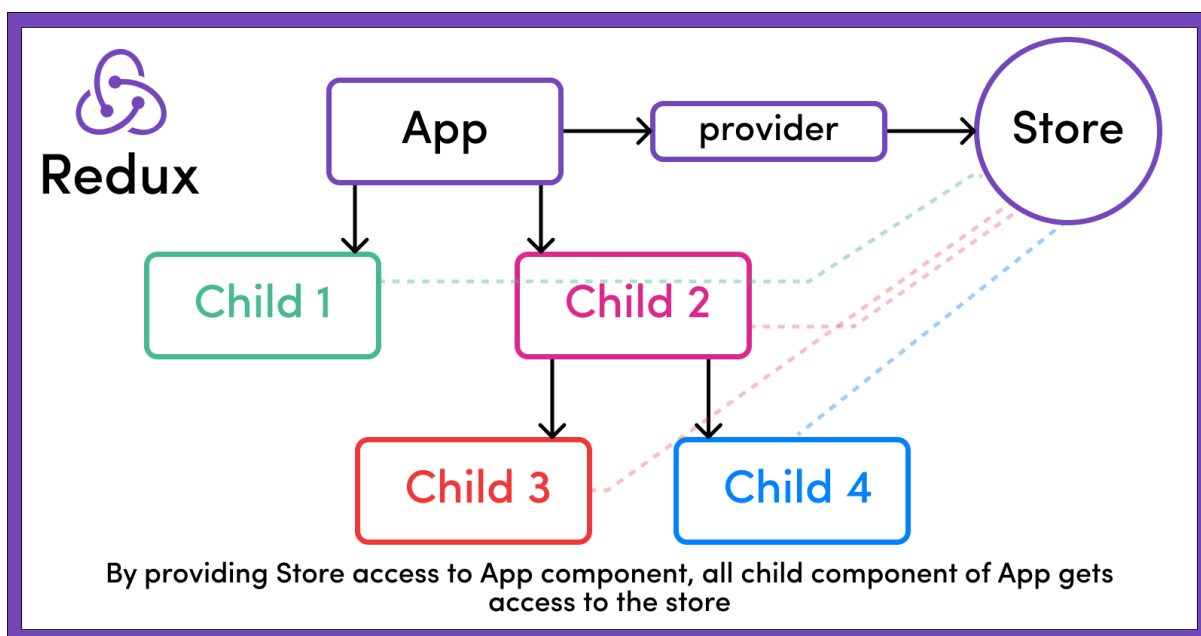 Redux
App
provider
Store
Child 1
Child 2
Child 3
Child 4
By providing Store access to App component, all child component of App gets
access to the store